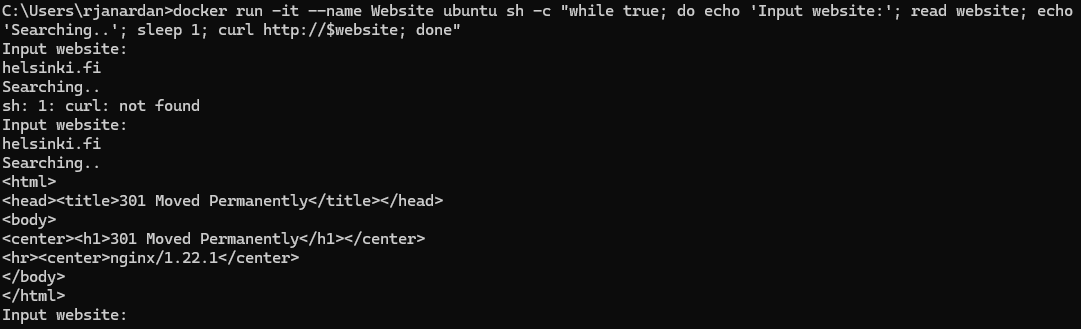 C:\Users\rjanardan>docker run -it --name Website ubuntu sh -c "while true; do echo 'Input website:'; read website; echo
'Searching..'; sleep 1; curl http://$website; done"
Input website:
helsinki.fi
Searching..
sh: 1: curl: not found
Input website:
helsinki.fi
Searching..
<html>
<head><title>301 Moved Permanently</title></head>
<body>
<center><h1>301 Moved Permanently</h1></center>
<hr><center>nginx/1.22.1</center>
</body>
</html>
Input website: